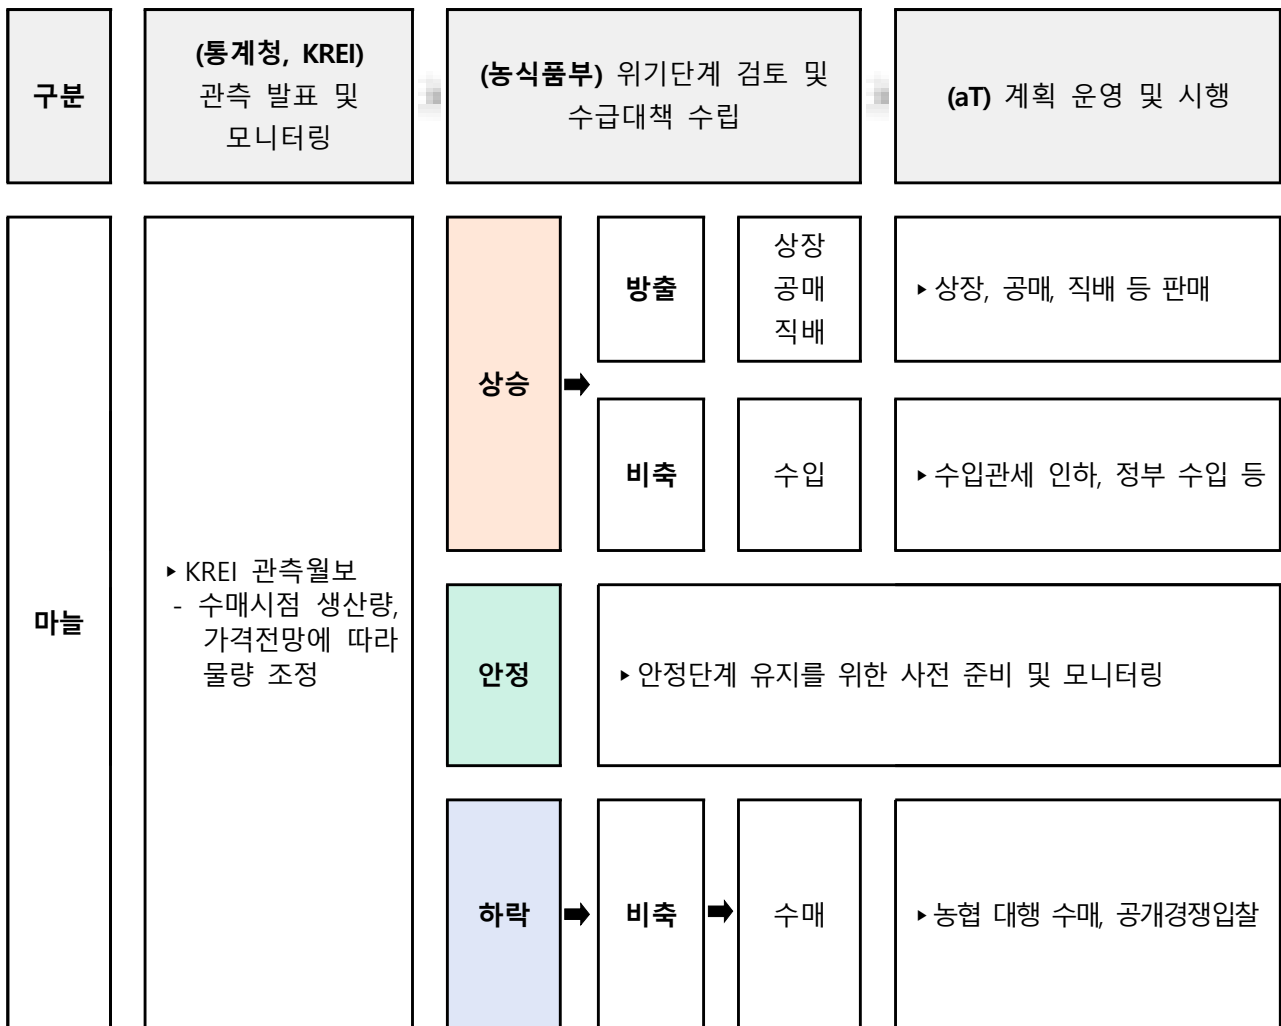 구분
(통계청, KREI)
관측 발표 및
모니터링
(농식품부) 위기단계 검토 및
수급대책 수립
(aT) 계획 운영 및 시행
마늘
▸KREI 관측월보
- 수매시점 생산량,
가격전망에 따라
물량 조정
상승
➡
방출
상장
공매
직배
▸상장, 공매, 직배 등 판매
비축
수입
▸수입관세 인하, 정부 수입 등
안정
▸안정단계 유지를 위한 사전 준비 및 모니터링
하락
➡
비축
➡
수매
▸농협 대행 수매, 공개경쟁입찰